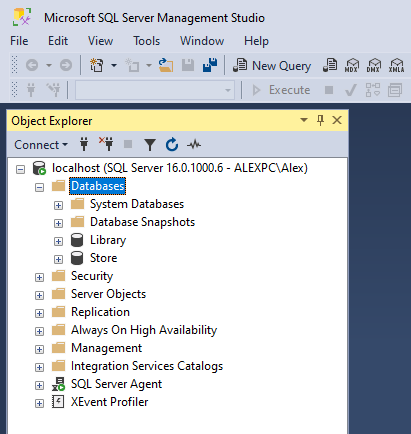 Microsoft SQL Server Management Studio
File Edit View Tools Window Help
New Query MDX DMX XMLA
Execute
Object Explorer
Connect
localhost (SQL Server 16.0.1000.6 - ALEXPC\Alex)
Databases
System Databases
Database Snapshots
Library
Store
Security
Server Objects
Replication
Always On High Availability
Management
Integration Services Catalogs
SQL Server Agent
XEvent Profiler